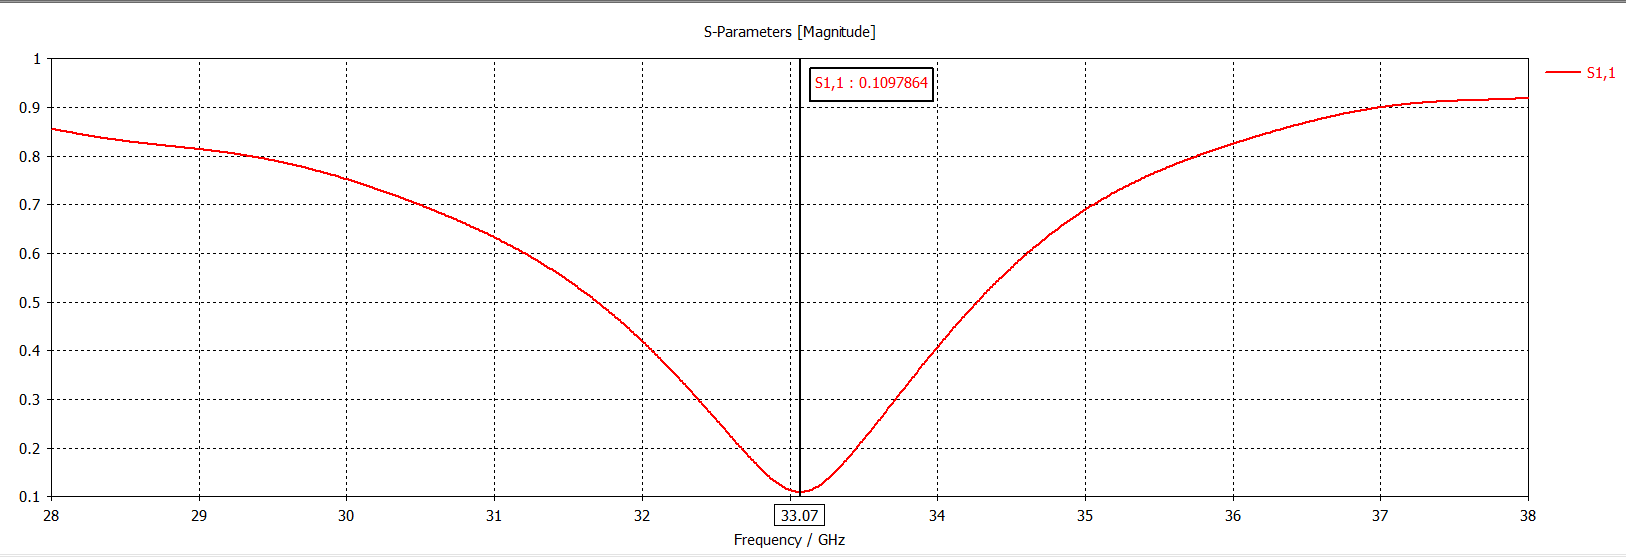 S-Parameters [Magnitude]
1
0.9
0.8
0.7
0.6
0.5
0.4
0.3
0.2
0.1
S1,1 : 0.1097864
S1,1
28 29 30 31 32 33.07 34 35 36 37 38
Frequency / GHz